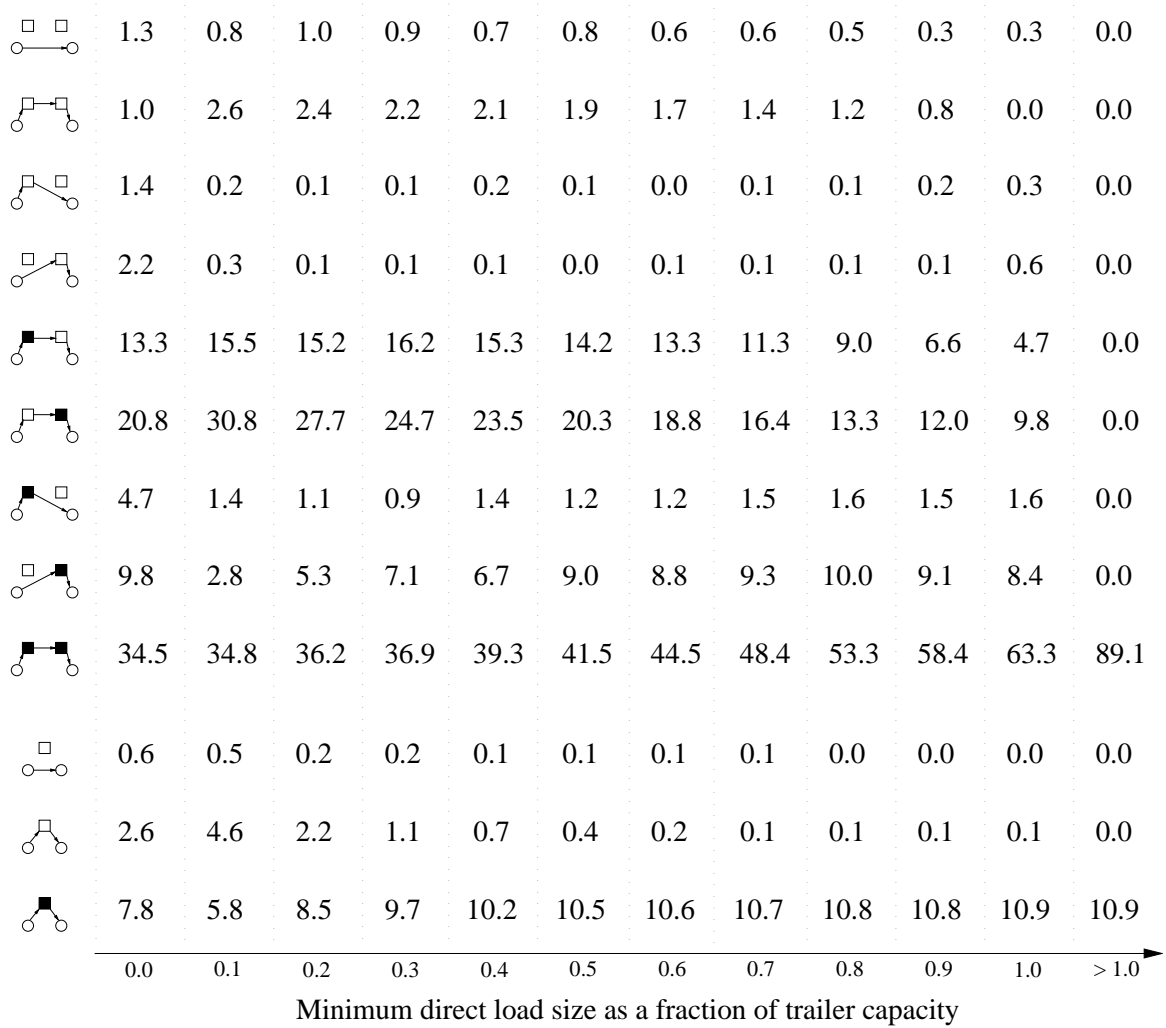 1.3 0.8 1.0 0.9 0.7 0.8 0.6 0.6 0.5 0.3 0.3 0.0
1.0 2.6 2.4 2.2 2.1 1.9 1.7 1.4 1.2 0.8 0.0 0.0
1.4 0.2 0.1 0.1 0.2 0.1 0.0 0.1 0.1 0.2 0.3 0.0
2.2 0.3 0.1 0.1 0.1 0.0 0.1 0.1 0.1 0.1 0.6 0.0
13.3 15.5 15.2 16.2 15.3 14.2 13.3 11.3 9.0 6.6 4.7 0.0
20.8 30.8 27.7 24.7 23.5 20.3 18.8 16.4 13.3 12.0 9.8 0.0
4.7 1.4 1.1 0.9 1.4 1.2 1.2 1.5 1.6 1.5 1.6 0.0
9.8 2.8 5.3 7.1 6.7 9.0 8.8 9.3 10.0 9.1 8.4 0.0
34.5 34.8 36.2 36.9 39.3 41.5 44.5 48.4 53.3 58.4 63.3 89.1
0.6 0.5 0.2 0.2 0.1 0.1 0.1 0.1 0.0 0.0 0.0 0.0
2.6 4.6 2.2 1.1 0.7 0.4 0.2 0.1 0.1 0.1 0.1 0.0
7.8 5.8 8.5 9.7 10.2 10.5 10.6 10.7 10.8 10.8 10.9 10.9
0.0 0.1 0.2 0.3 0.4 0.5 0.6 0.7 0.8 0.9 1.0 > 1.0
Minimum direct load size as a fraction of trailer capacity